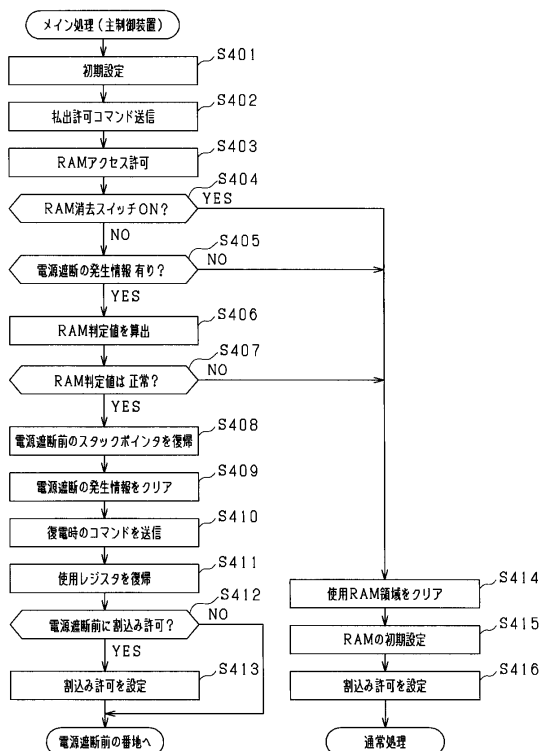 メイン処理(主制御装置)
S401
初期設定
S402
払出許可コマンド送信
S403
RAMアクセス許可
S404
RAM消去スイッチON?
YES
NO
S405
電源遮断の発生情報 有り?
NO
YES
S406
RAM判定値を算出
S407
RAM判定値は 正常?
NO
YES
S408
電源遮断前のスタックポインタを復帰
S409
電源遮断の発生情報をクリア
S410
復電時のコマンドを送信
S411
使用レジスタを復帰
S412
電源遮断前に割込み許可?
NO
YES
S413
割込み許可を設定
電源遮断前の番地へ
S414
使用RAM領域をクリア
S415
RAMの初期設定
S416
割込み許可を設定
通常処理